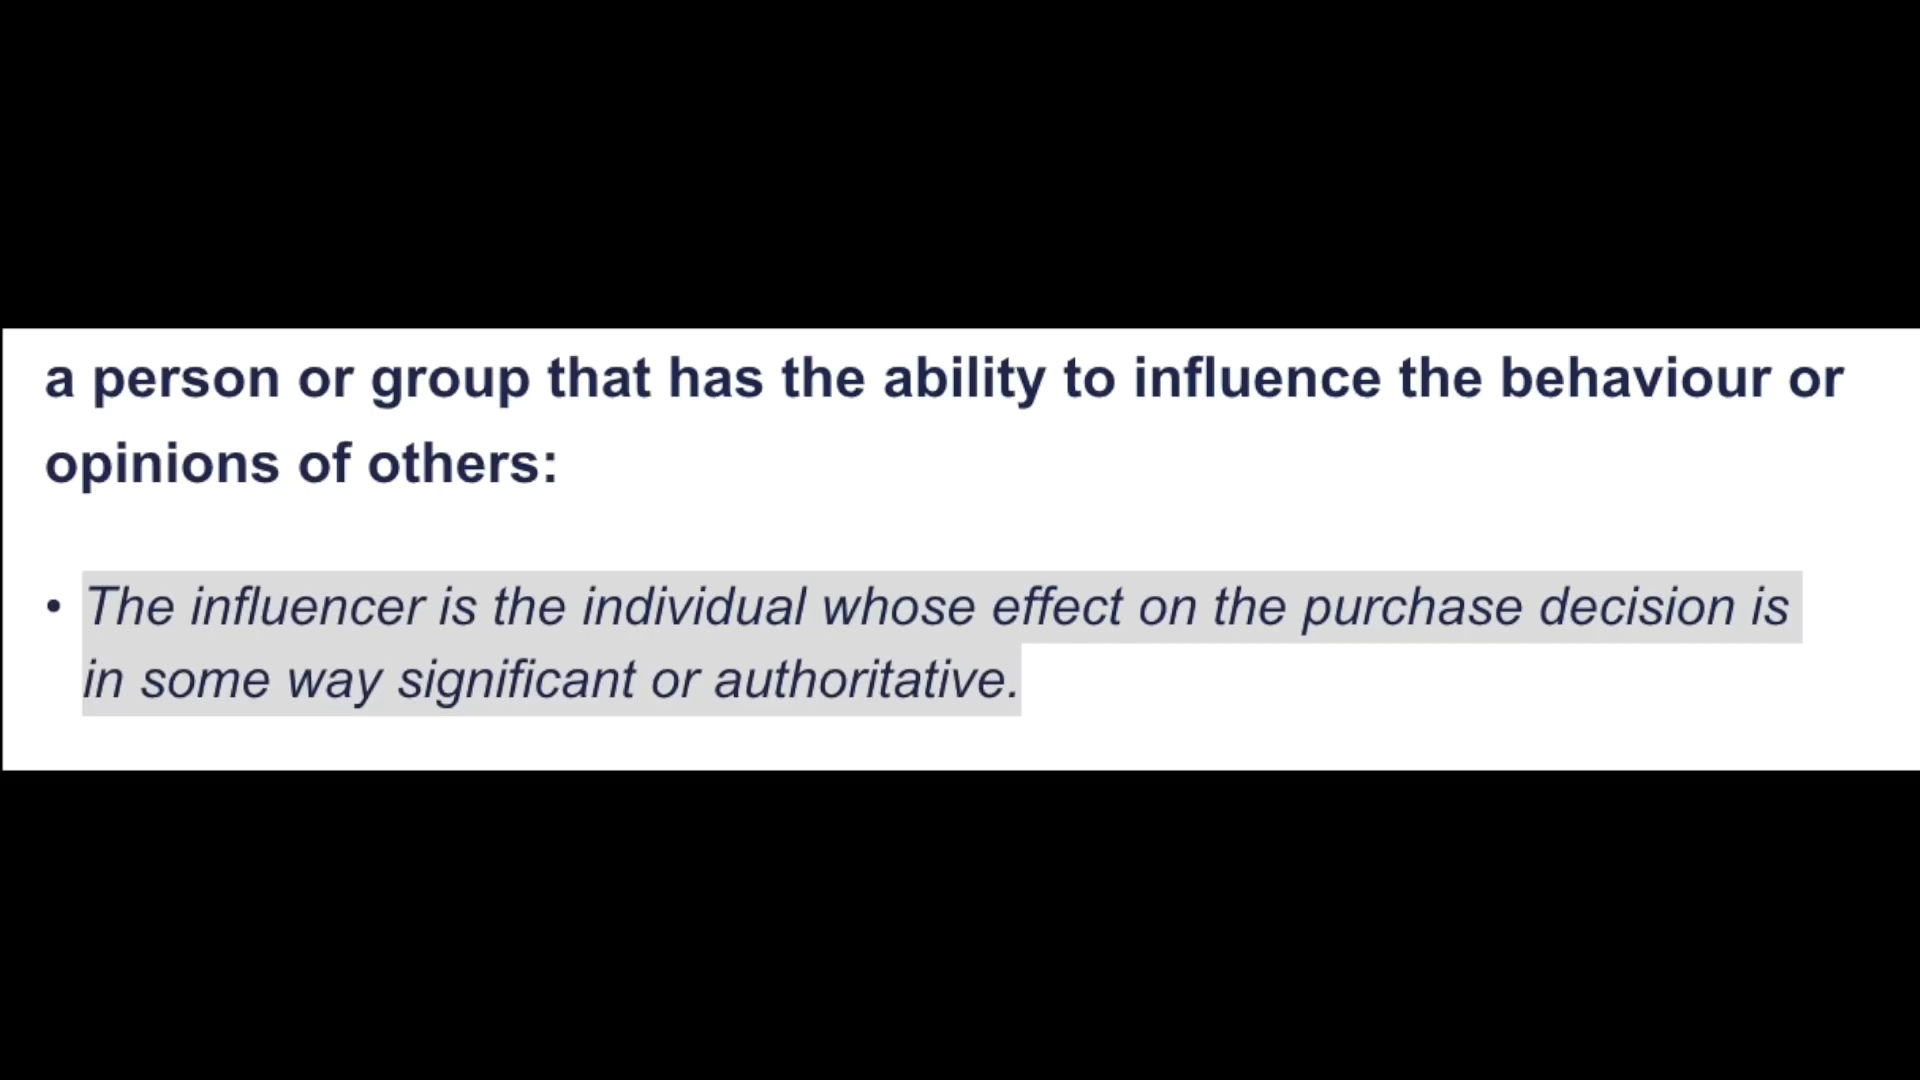 a person or group that has the ability to influence the behaviour or
opinions of others:
• The influencer is the individual whose effect on the purchase decision is
in some way significant or authoritative.